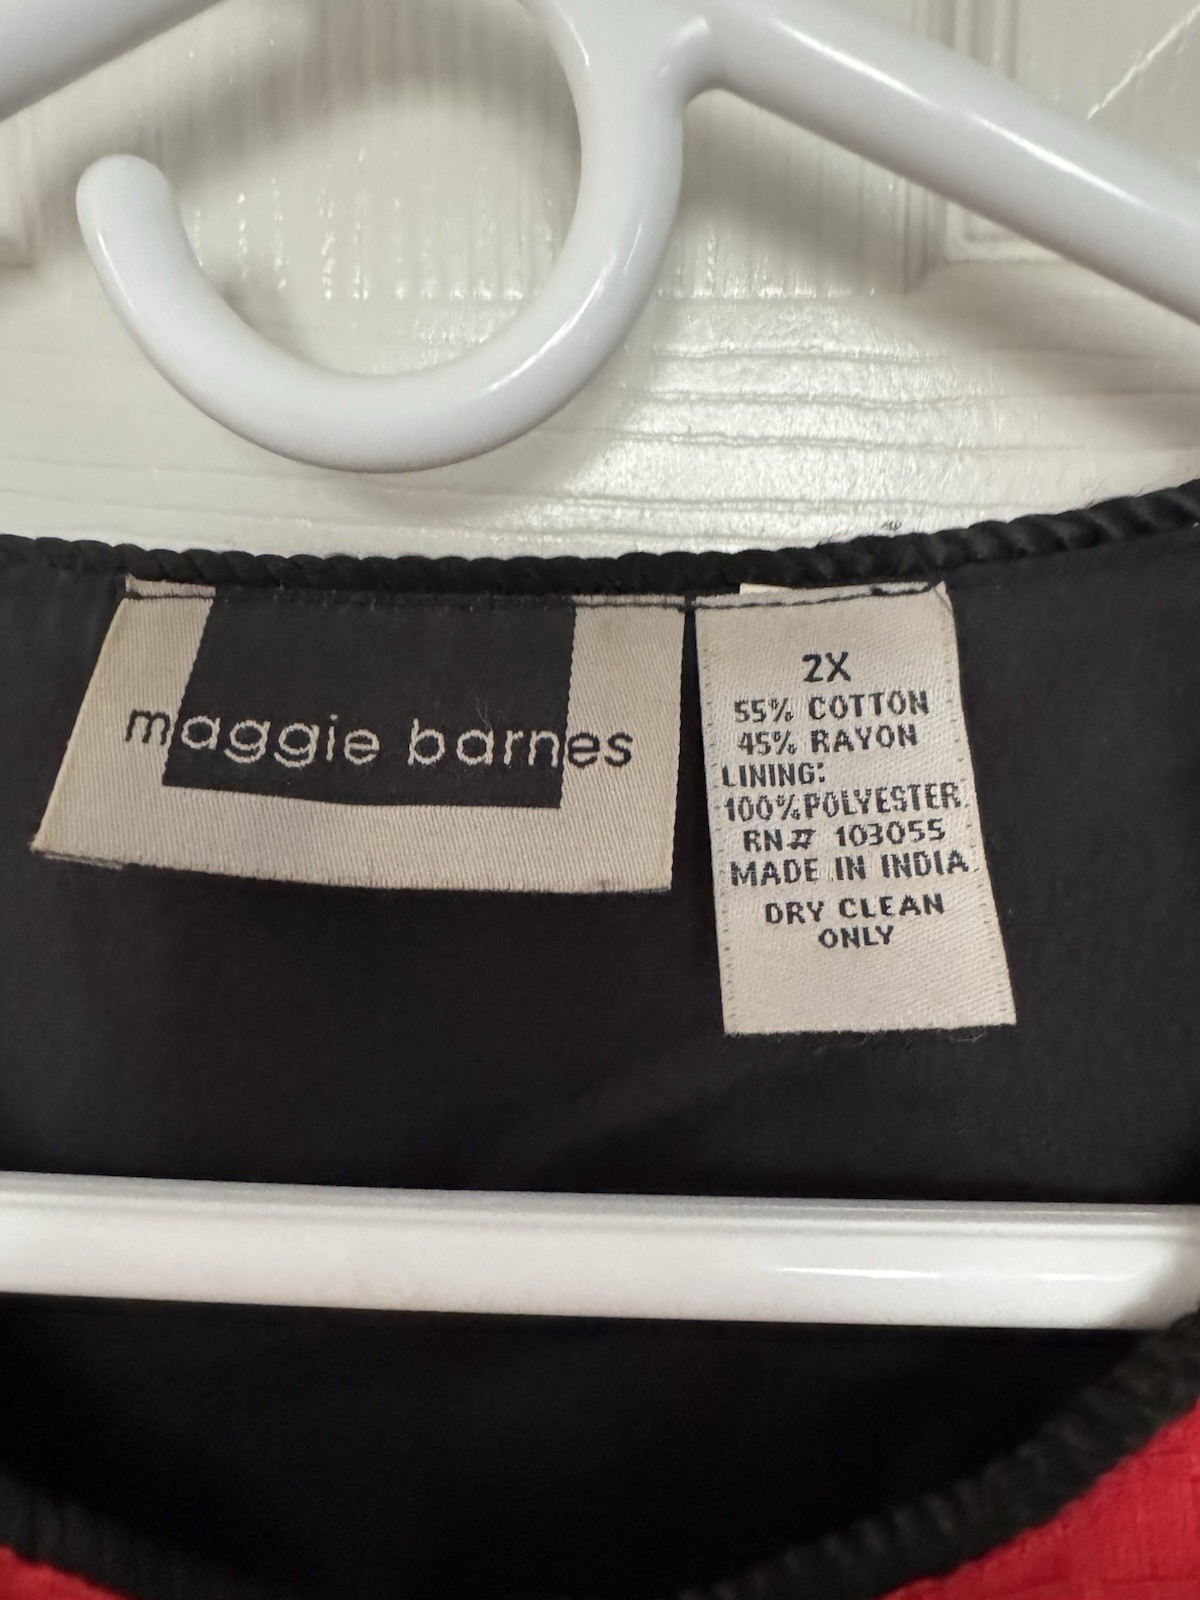 maggie barnes
2X
55% COTTON
45% RAYON
LINING:
100%POLYESTER
RN# 103055
MADE IN INDIA
DRY CLEAN
ONLY